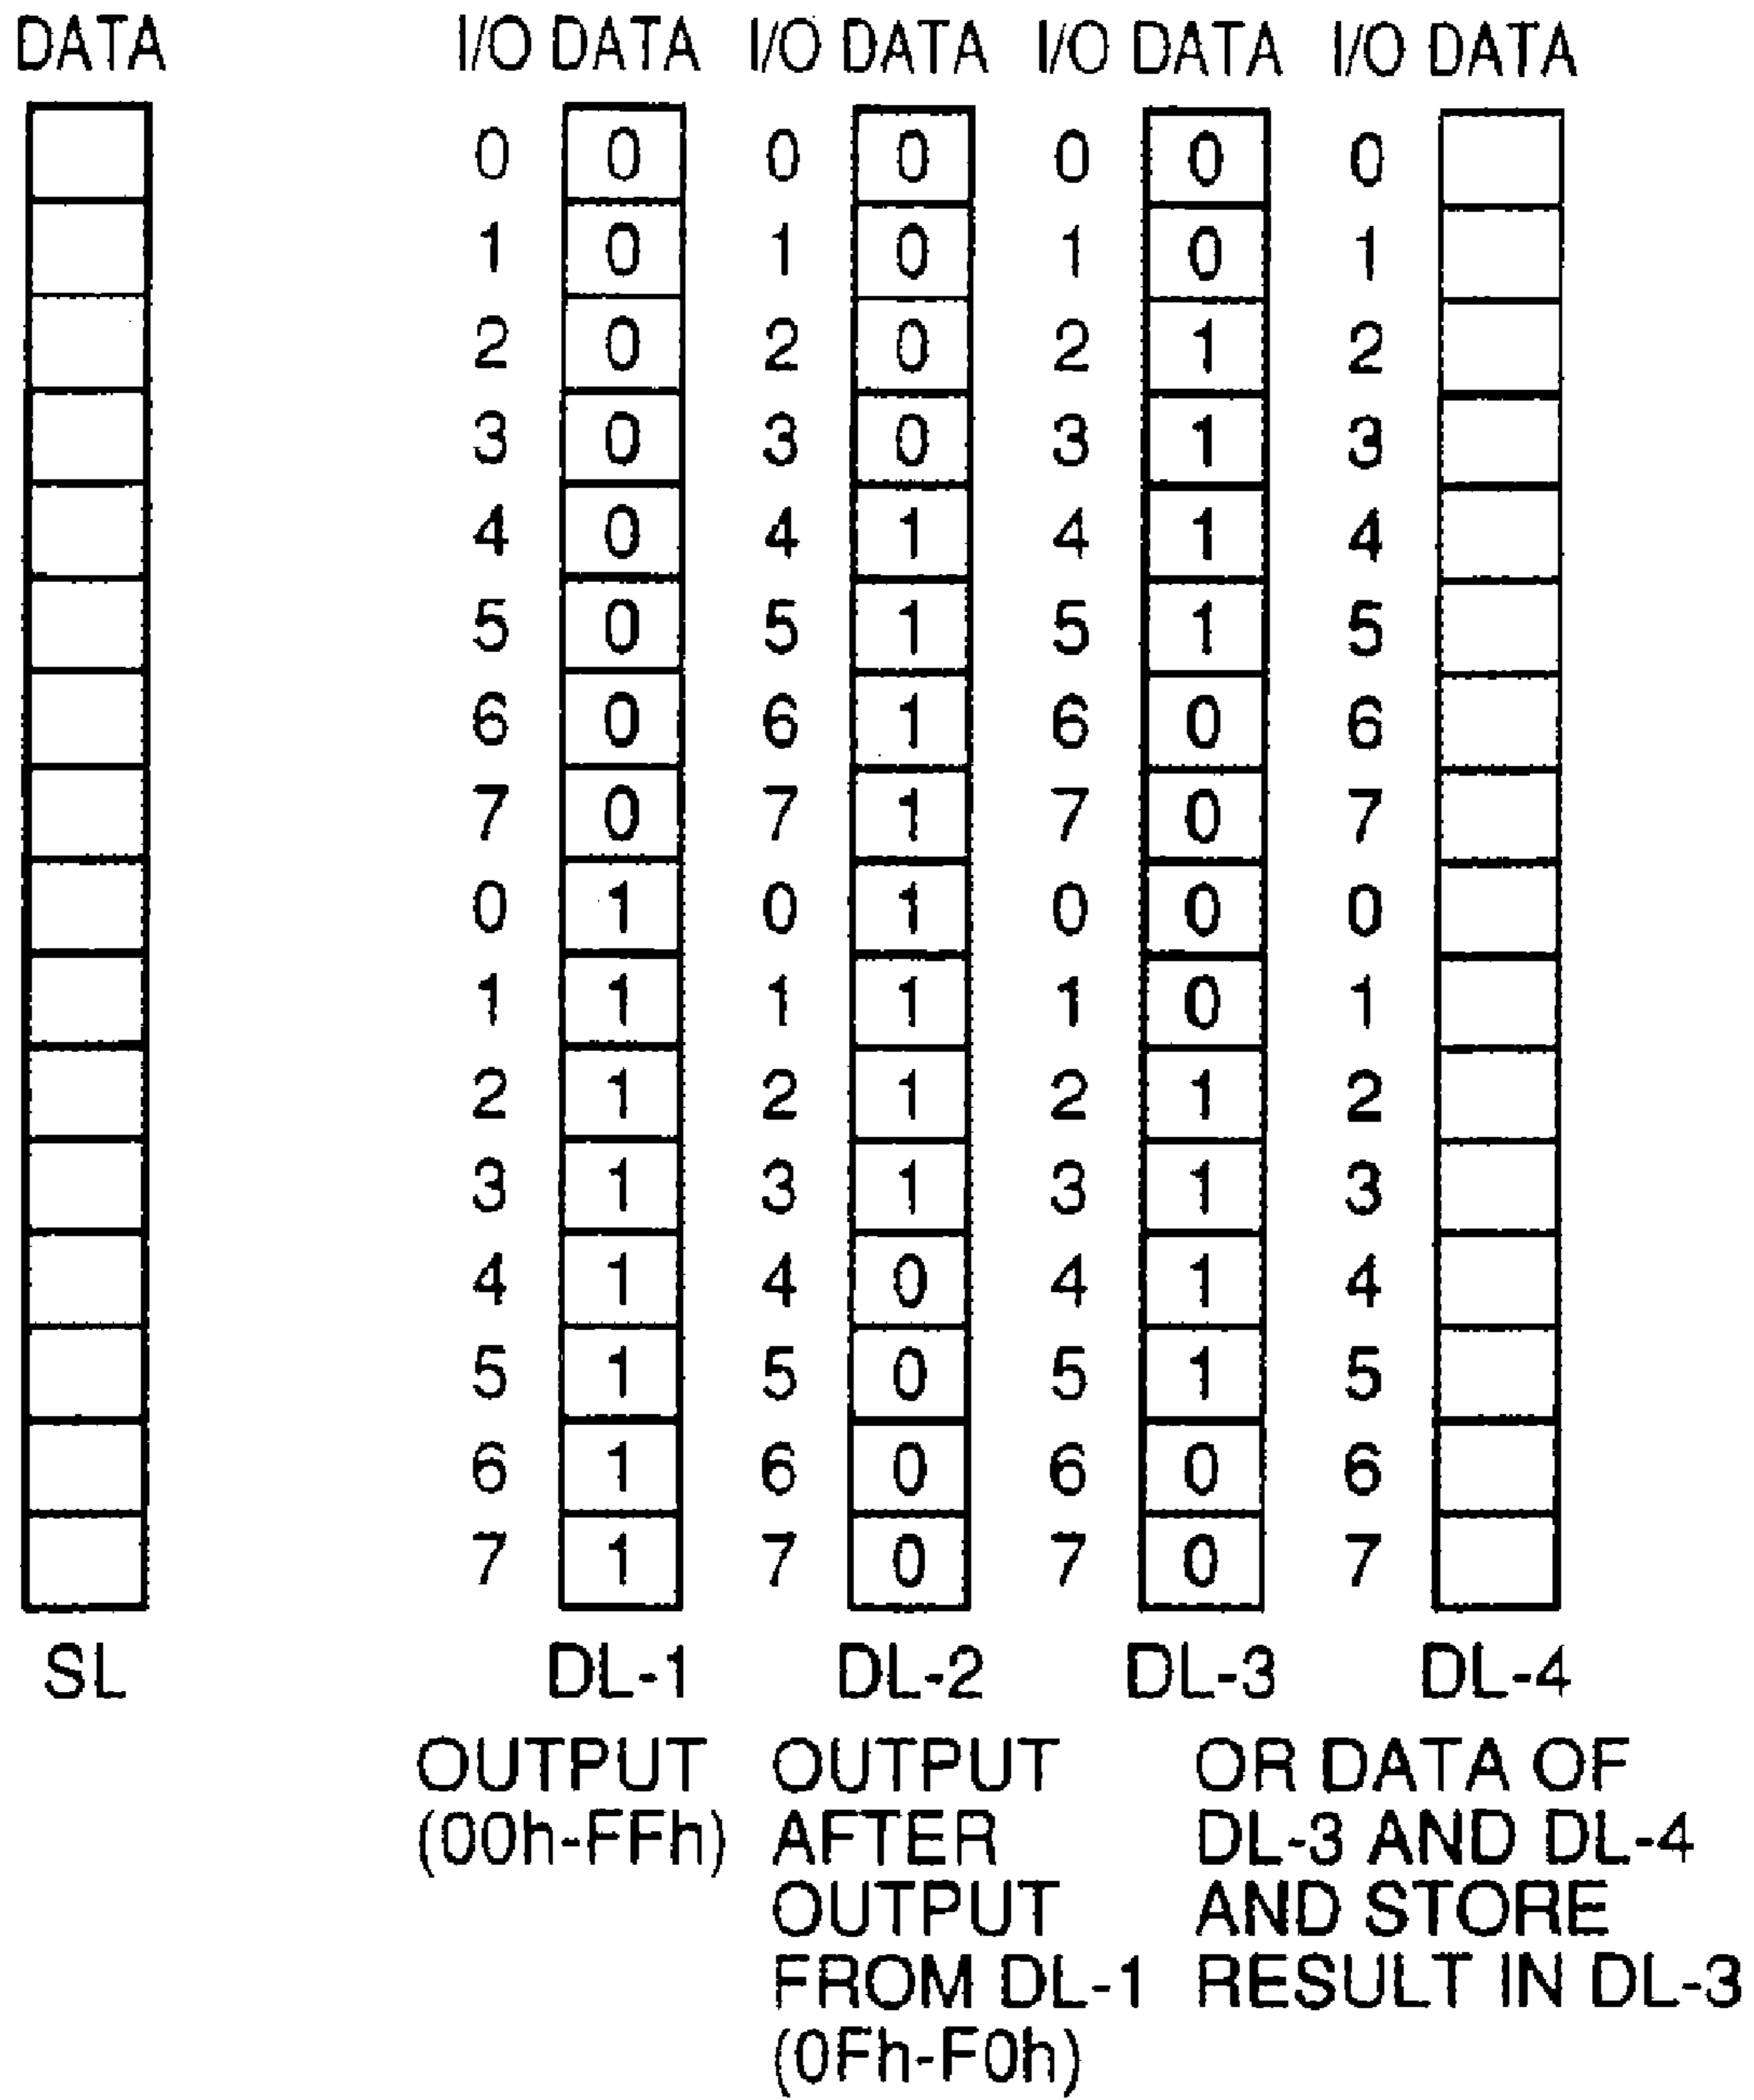 DATA I/O DATA I/O DATA I/O DATA I/O DATA
0 0 0 0 0 0 0
1 0 1 0 1 0 1
2 0 2 0 2 1 2
3 0 3 0 3 1 3
4 0 4 1 4 1 4
5 0 5 1 5 1 5
6 0 6 1 6 0 6
7 0 7 1 7 0 7
0 1 0 1 0 0 0
1 1 1 1 1 0 1
2 1 2 1 2 1 2
3 1 3 1 3 1 3
4 1 4 0 4 1 4
5 1 5 0 5 1 5
6 1 6 0 6 0 6
7 1 7 0 7 0 7
SL DL-1 DL-2 DL-3 DL-4
OUTPUT
(00h-FFh)
OUTPUT
AFTER
OUTPUT
FROM DL-1
(0Fh-F0h)
OR DATA OF
DL-3 AND DL-4
AND STORE
RESULT IN DL-3